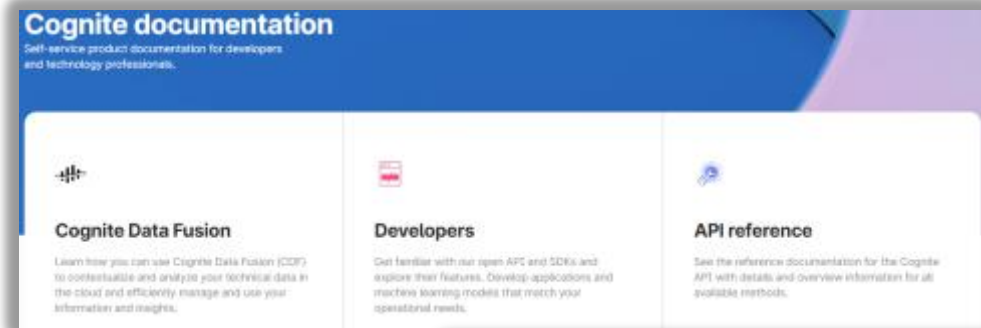 Cognite documentation
Self-service product documentation for developers
and technology professionals.
Cognite Data Fusion
Learn how you can use Cognite Data Fusion (CDF)
to contextualize and analyze your technical data in
the cloud and efficiently manage and use your
information and insights.
Developers
Get familiar with our open API and SDKs and
explore their features. Develop applications and
machine learning models that match your
operational needs.
API reference
See the reference documentation for the Cognite
API with details and overview information for all
available methods.